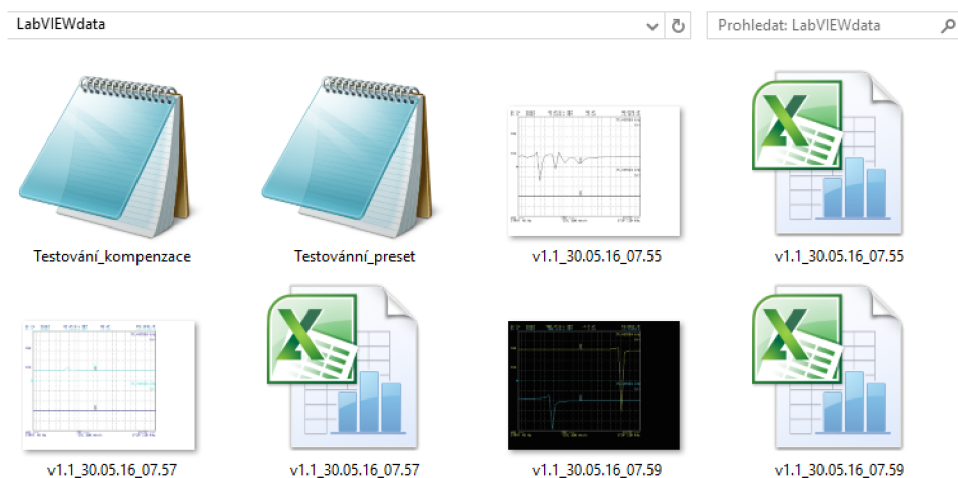 LabVIEWdata
Prohledat: LabVIEWdata
Testování_kompenzace
Testovánní_preset
v1.1_30.05.16_07.55
v1.1_30.05.16_07.55
v1.1_30.05.16_07.57
v1.1_30.05.16_07.57
v1.1_30.05.16_07.59
v1.1_30.05.16_07.59